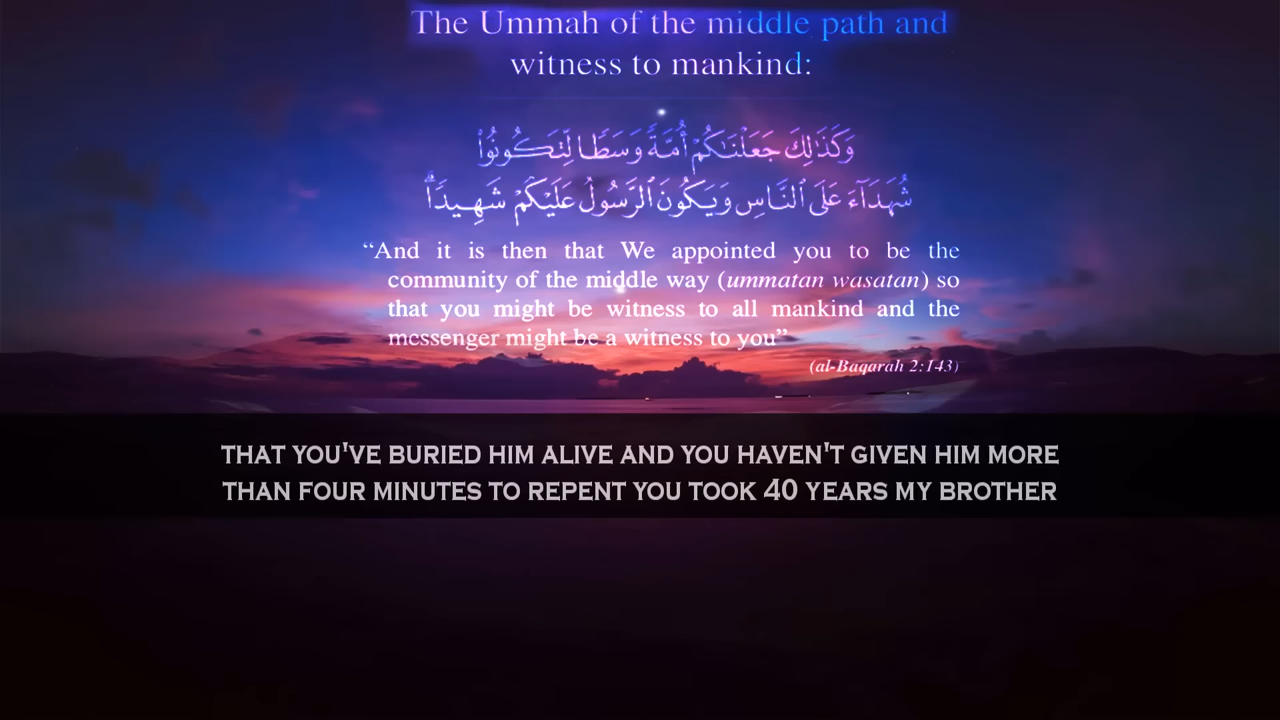 The Ummah of the middle path and
witness to mankind:
وَكَذَٰلِكَ جَعَلْنَـٰكُمْ أُمَّةً وَسَطًا لِّتَكُونُوا۟
شُهَدَآءَ عَلَى ٱلنَّاسِ وَيَكُونَ ٱلرَّسُولُ عَلَيْكُمْ شَهِيدًاۗ
“And it is then that We appointed you to be the
community of the middle way (ummatan wasatan) so
that you might be witness to all mankind and the
mcssenger might be a witness to you”
(al-Baqarah 2:143)
THAT YOU'VE BURIED HIM ALIVE AND YOU HAVEN'T GIVEN HIM MORE
THAN FOUR MINUTES TO REPENT YOU TOOK 40 YEARS MY BROTHER